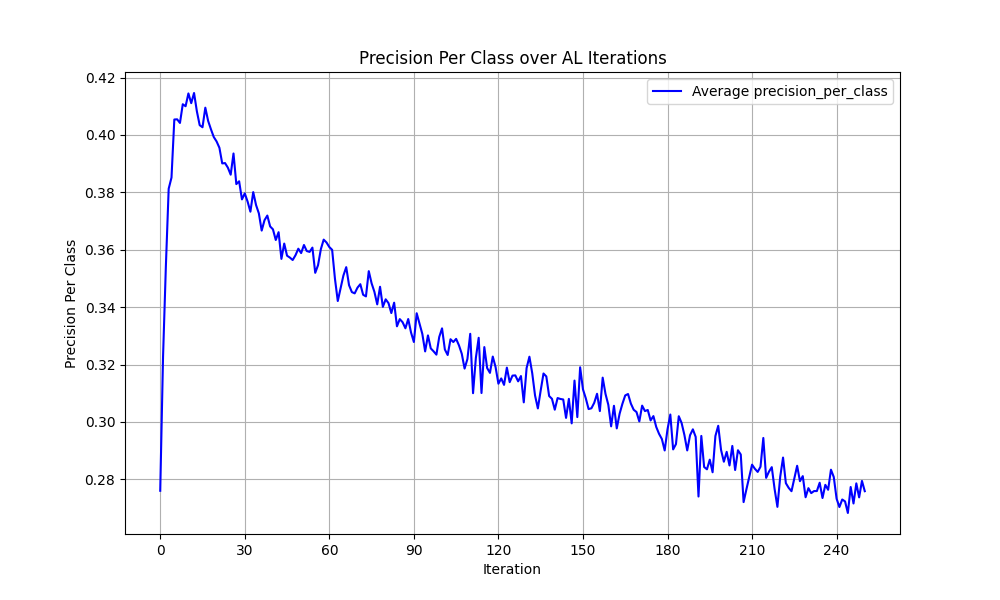 Precision Per Class over AL Iterations
Average precision_per_class
Precision Per Class
0.42
0.40
0.38
0.36
0.34
0.32
0.30
0.28
0 30 60 90 120 150 180 210 240
Iteration